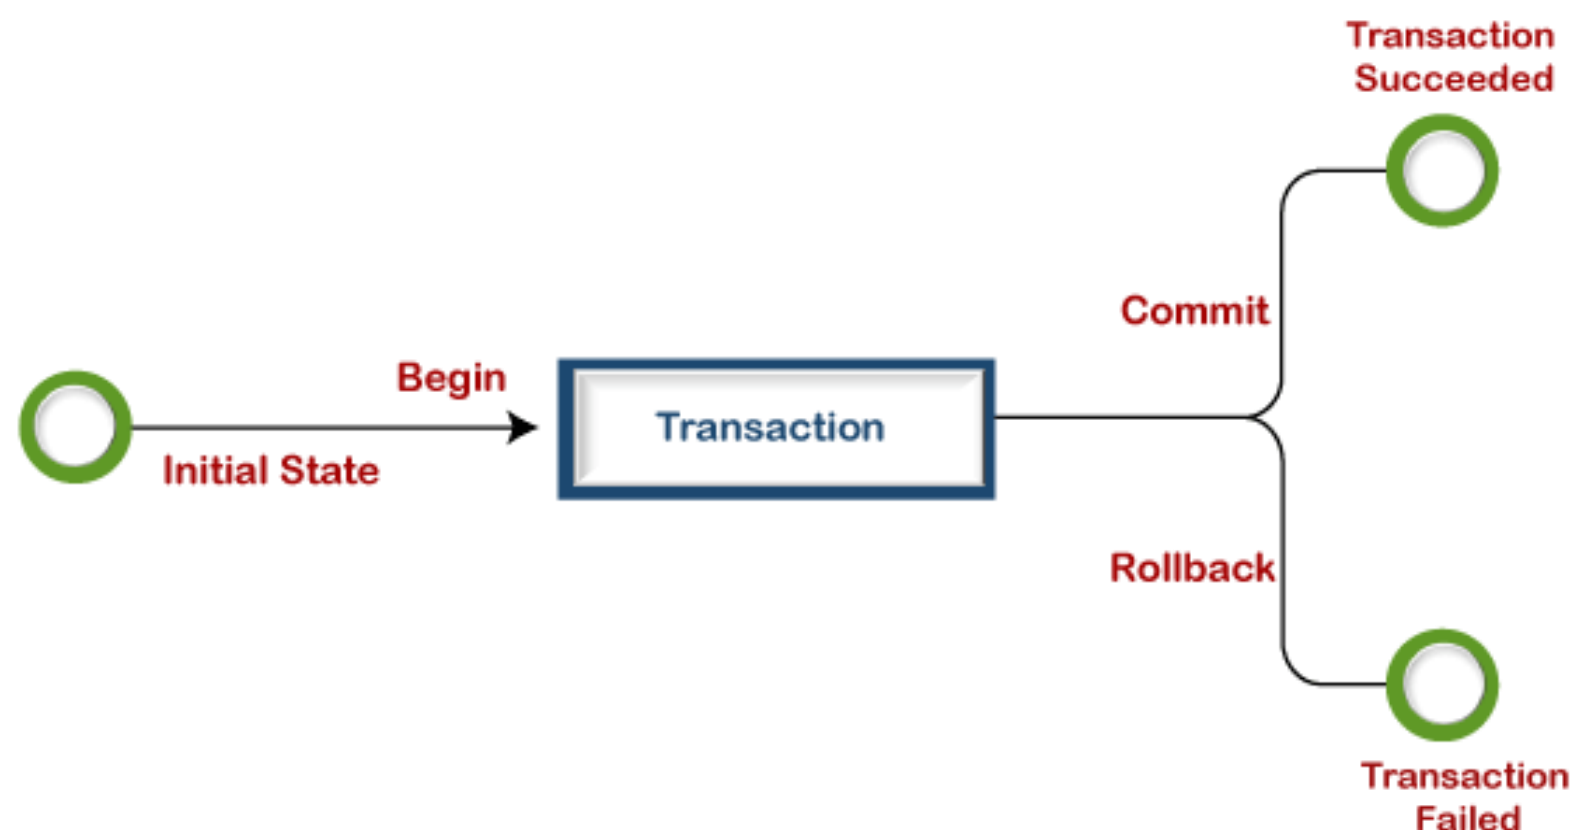 Transaction
Succeeded
Commit
Begin
Transaction
Initial State
Rollback
Transaction
Failed